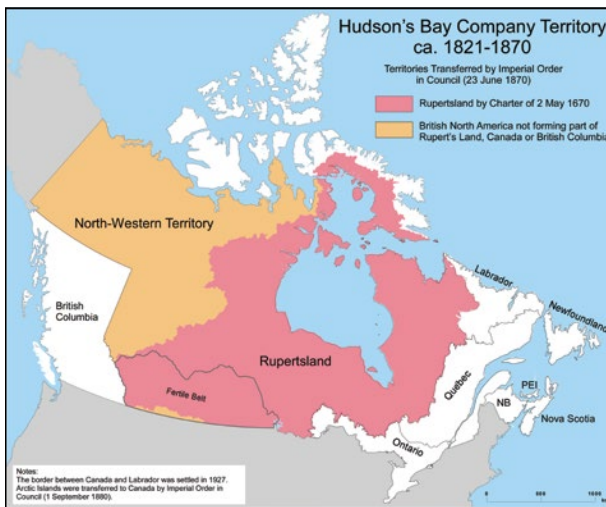 Hudson's Bay Company Territory
ca. 1821-1870
Territories Transferred by Imperial Order
in Council (23 June 1870)
Rupertsland by Charter of 2 May 1670
British North America not forming part of
Rupert's Land, Canada or British Columbia
North-Western Territory
British
Columbia
Labrador
Newfoundland
Rupertsland
Fertile Belt
Quebec
PEI
NB
Nova Scotia
Ontario
Notes:
The border between Canada and Labrador was settled in 1927.
Arctic Islands were transferred to Canada by Imperial Order in
Council (1 September 1880).
0 500 1000